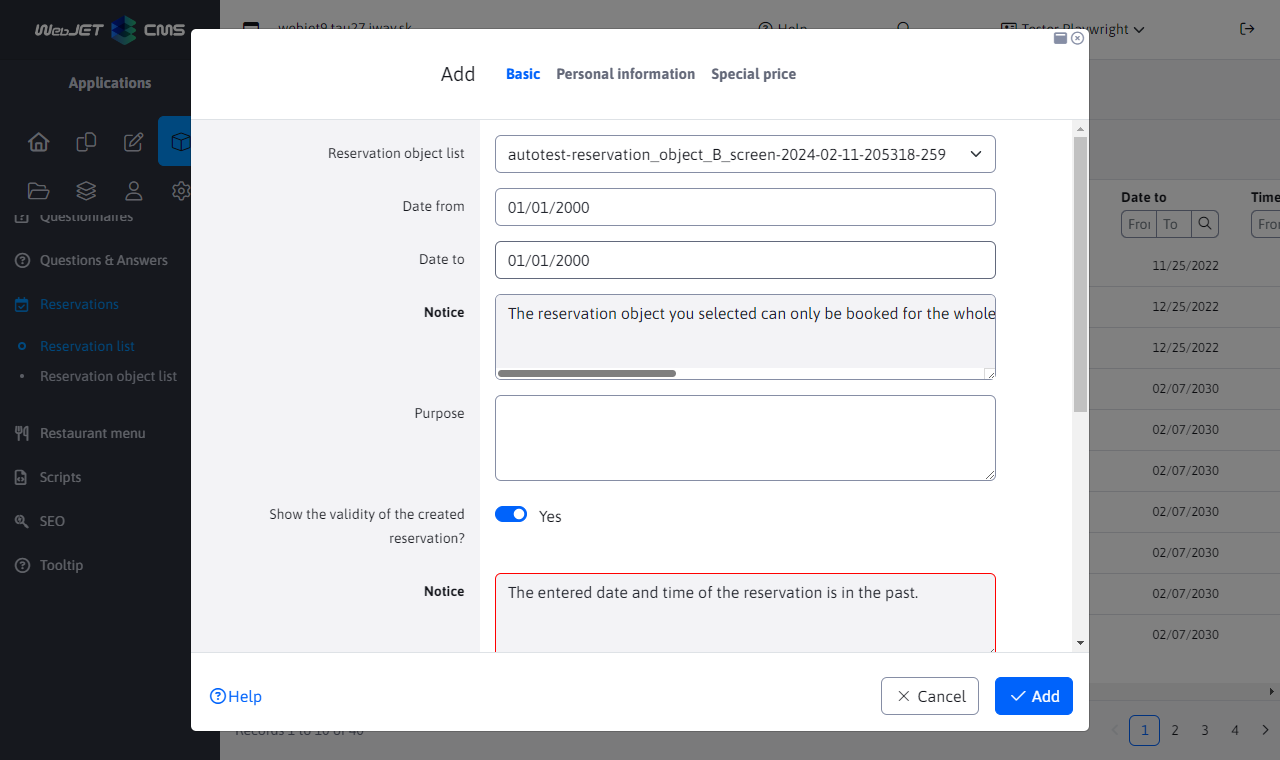 WebJET CMS
webjet9.tau27.iway.sk
Help
Tester Playwright
Applications
Add
Basic
Personal information
Special price
Reservation object list
autotest-reservation_object_B_screen-2024-02-11-205318-259
Date from
01/01/2000
Date to
01/01/2000
Notice
The reservation object you selected can only be booked for the whole
Purpose
Show the validity of the created
reservation?
Yes
Notice
The entered date and time of the reservation is in the past.
Help
Cancel
Add
Questionnaires
Questions & Answers
Reservations
Reservation list
Reservation object list
Restaurant menu
Scripts
SEO
Tooltip
Date to
Time
Fror
To
Fror
11/25/2022
12/25/2022
12/25/2022
02/07/2030
02/07/2030
02/07/2030
02/07/2030
02/07/2030
02/07/2030
02/07/2030
Records 1 to 10 of 40
1
2
3
4